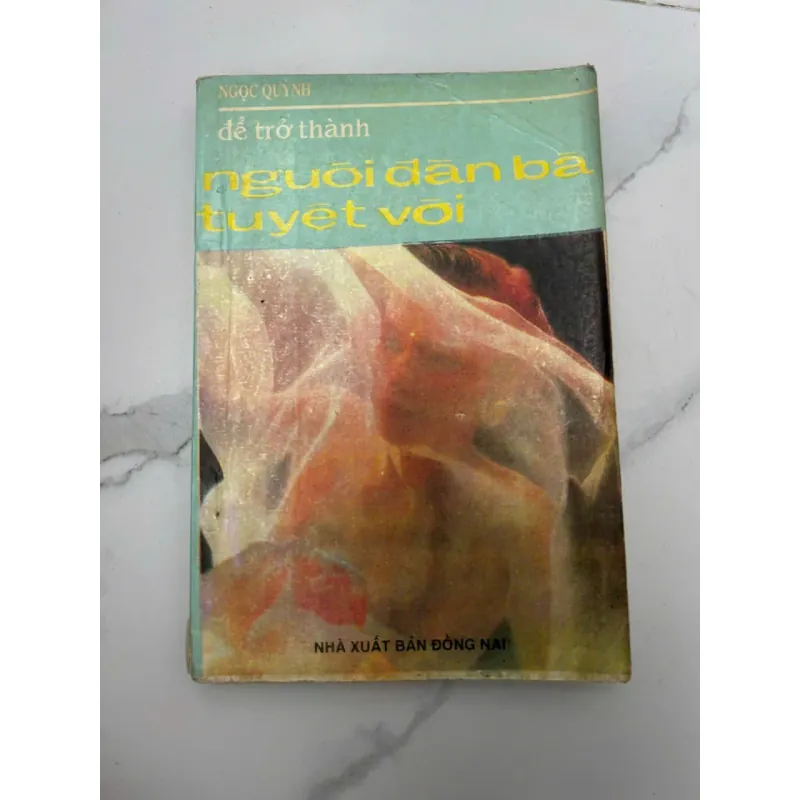 NGỌC QUỲNH
để trở thành
người đàn bà
tuyệt vời
NHÀ XUẤT BẢN ĐỒNG NAI